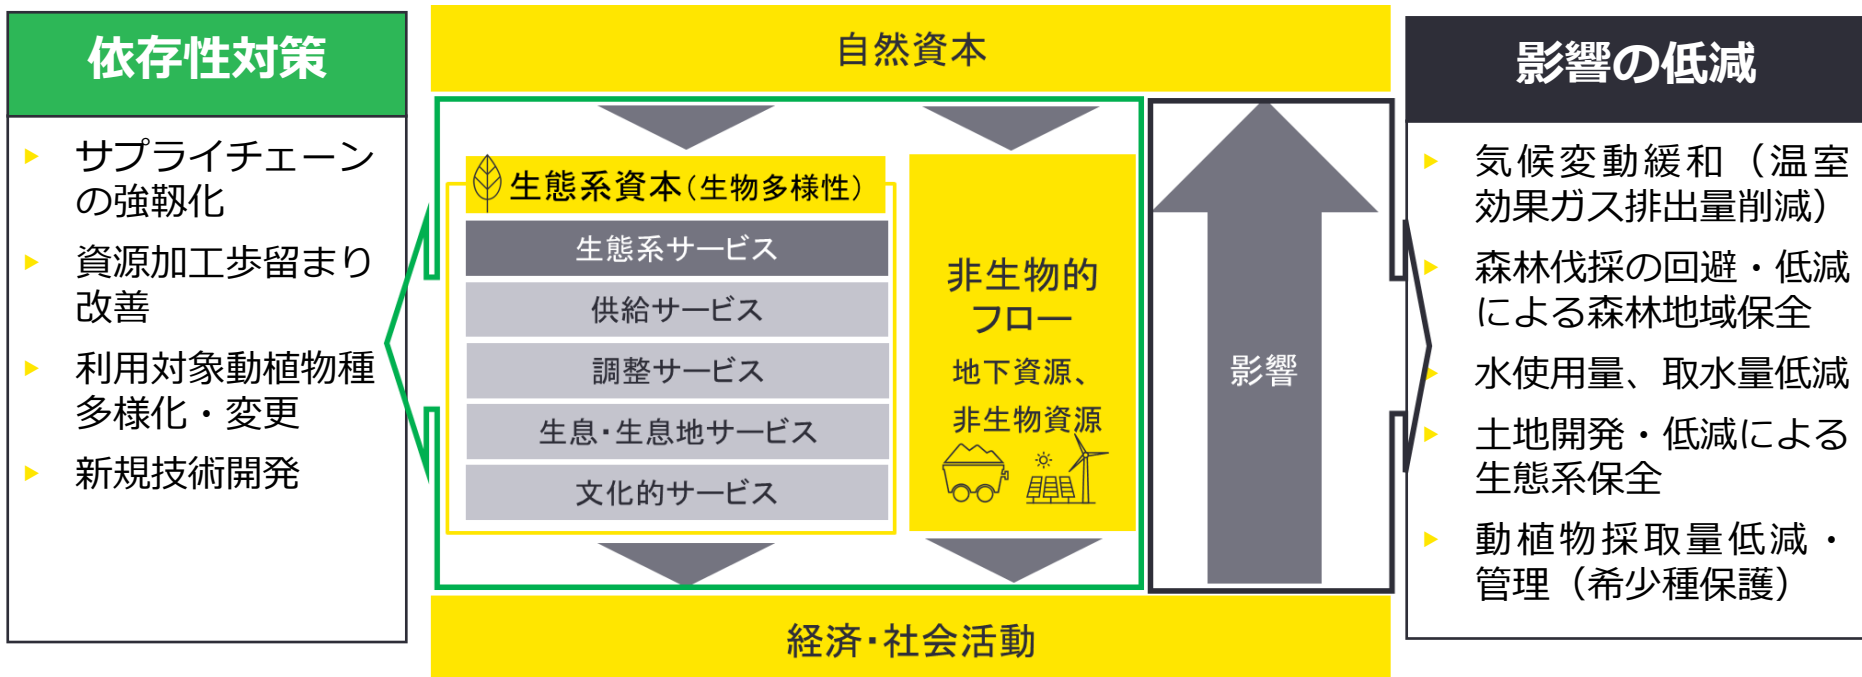 依存性対策
サプライチェーン
の強靱化
資源加工歩留まり
改善
利用対象動植物種
多様化・変更
新規技術開発
自然資本
生態系資本(生物多様性)
生態系サービス
供給サービス
調整サービス
生息・生息地サービス
文化的サービス
非生物的
フロー
地下資源、
非生物資源
影響
経済・社会活動
影響の低減
気候変動緩和（温室
効果ガス排出量削減）
森林伐採の回避・低減
による森林地域保全
水使用量、取水量低減
土地開発・低減による
生態系保全
動植物採取量低減・
管理（希少種保護）